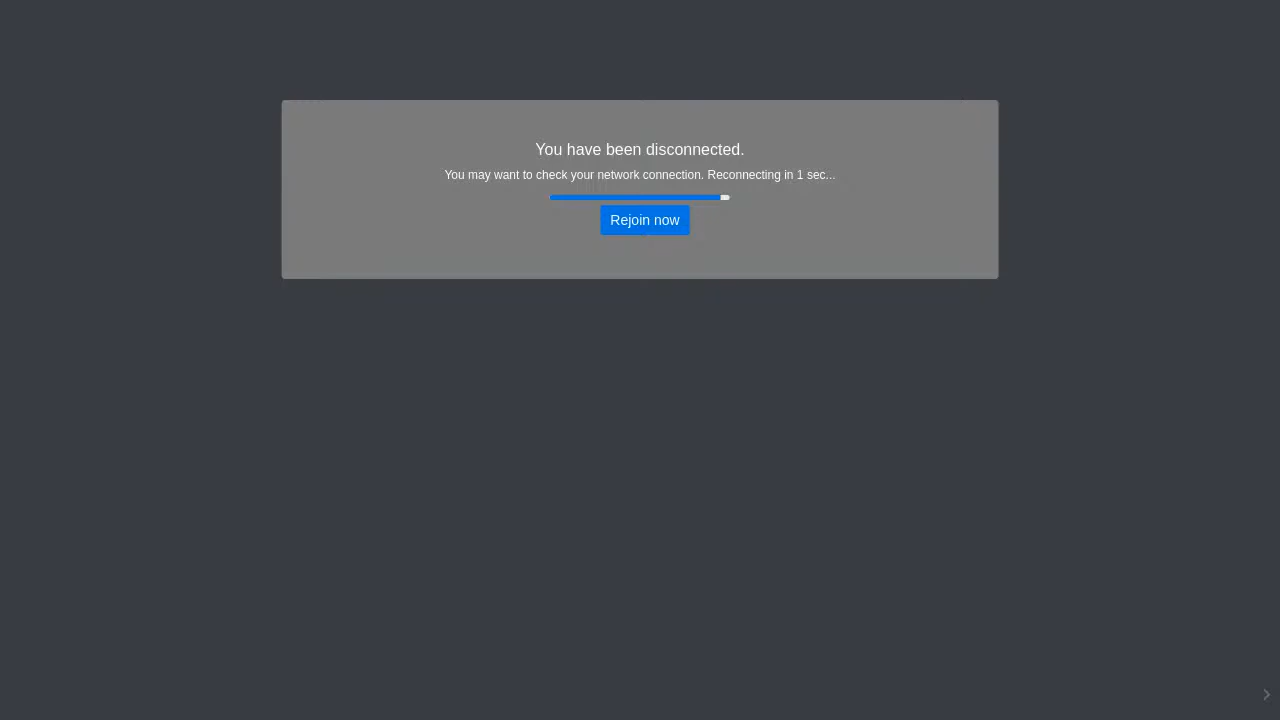 You have been disconnected.
You may want to check your network connection. Reconnecting in 1 sec...
Rejoin now